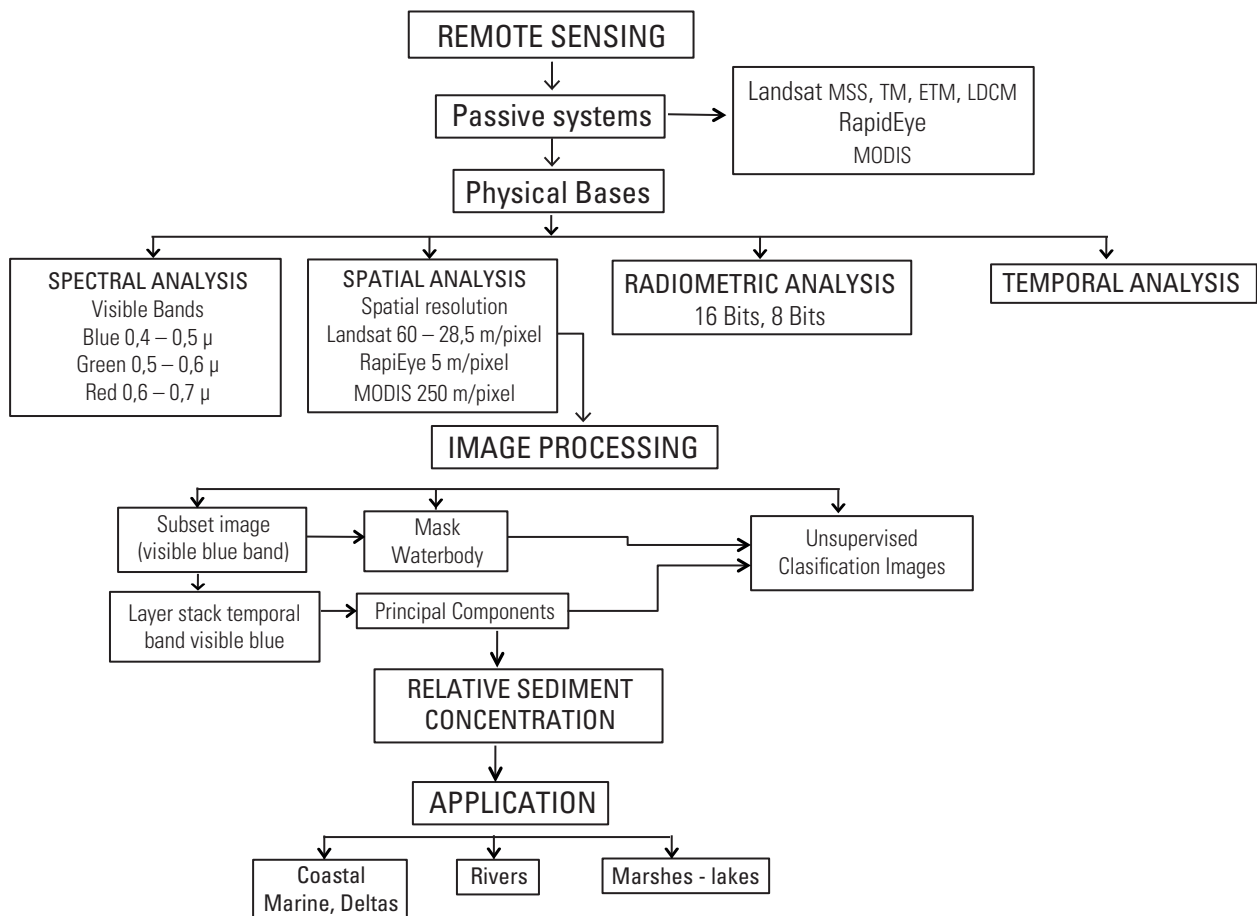 REMOTE SENSING
Passive systems
Landsat MSS, TM, ETM, LDCM
RapidEye
MODIS
Physical Bases
SPECTRAL ANALYSIS
Visible Bands
Blue 0,4 – 0,5 µ
Green 0,5 – 0,6 µ
Red 0,6 – 0,7 µ
SPATIAL ANALYSIS
Spatial resolution
Landsat 60 – 28,5 m/pixel
RapiEye 5 m/pixel
MODIS 250 m/pixel
RADIOMETRIC ANALYSIS
16 Bits, 8 Bits
TEMPORAL ANALYSIS
IMAGE PROCESSING
Subset image
(visible blue band)
Mask
Waterbody
Unsupervised
Clasification Images
Layer stack temporal
band visible blue
Principal Components
RELATIVE SEDIMENT
CONCENTRATION
APPLICATION
Coastal
Marine, Deltas
Rivers
Marshes - lakes